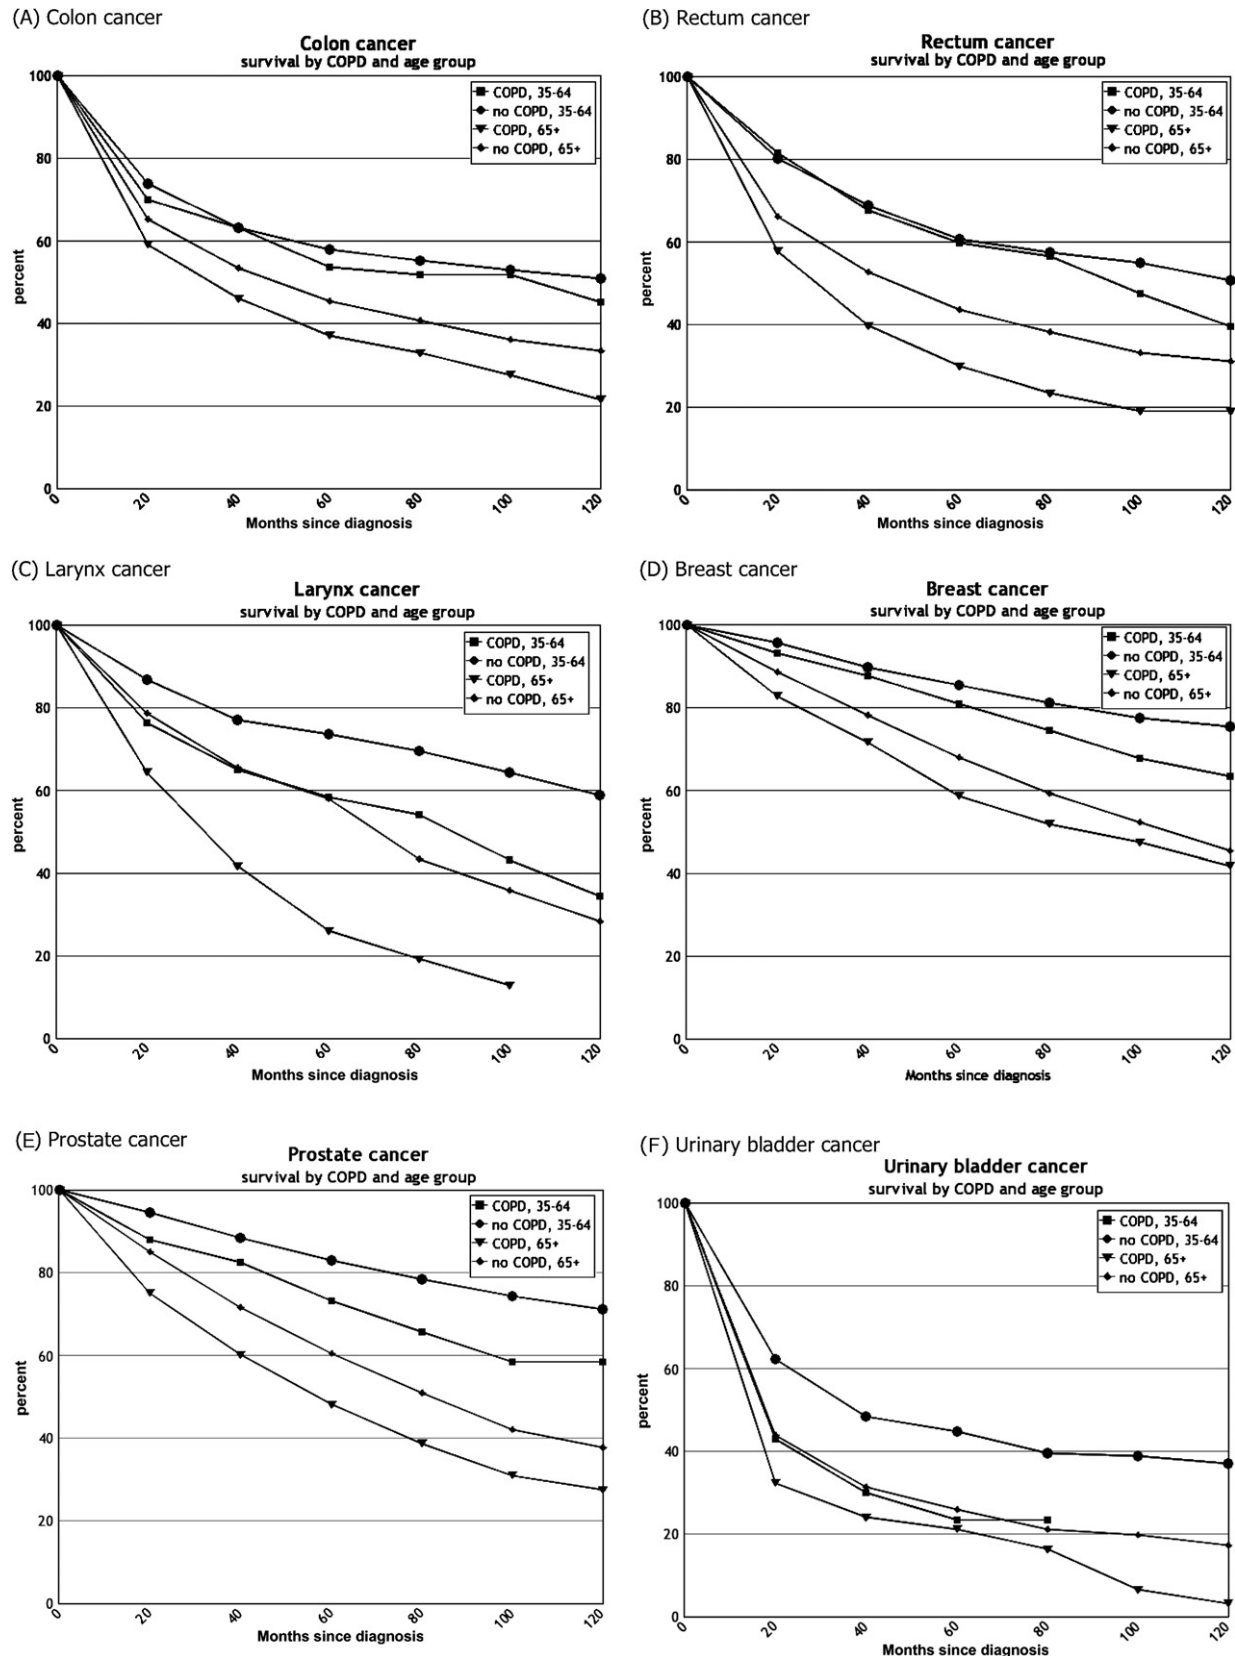 (A) Colon cancer
Colon cancer
survival by COPD and age group
COPD, 35-64
no COPD, 35-64
COPD, 65+
no COPD, 65+
percent
100
80
60
40
20
0
0
20
40
60
80
100
120
Months since diagnosis
(B) Rectum cancer
Rectum cancer
survival by COPD and age group
COPD, 35-64
no COPD, 35-64
COPD, 65+
no COPD, 65+
percent
100
80
60
40
20
0
0
20
40
60
80
100
120
Months since diagnosis
(C) Larynx cancer
Larynx cancer
survival by COPD and age group
COPD, 35-64
no COPD, 35-64
COPD, 65+
no COPD, 65+
percent
100
80
60
40
20
0
0
20
40
60
80
100
120
Months since diagnosis
(D) Breast cancer
Breast cancer
survival by COPD and age group
COPD, 35-64
no COPD, 35-64
COPD, 65+
no COPD, 65+
percent
100
80
60
40
20
0
0
20
40
60
80
100
120
Months since diagnosis
(E) Prostate cancer
Prostate cancer
survival by COPD and age group
COPD, 35-64
no COPD, 35-64
COPD, 65+
no COPD, 65+
percent
100
80
60
40
20
0
0
20
40
60
80
100
120
Months since diagnosis
(F) Urinary bladder cancer
Urinary bladder cancer
survival by COPD and age group
COPD, 35-64
no COPD, 35-64
COPD, 65+
no COPD, 65+
percent
100
80
60
40
20
0
0
20
40
60
80
100
120
Months since diagnosis